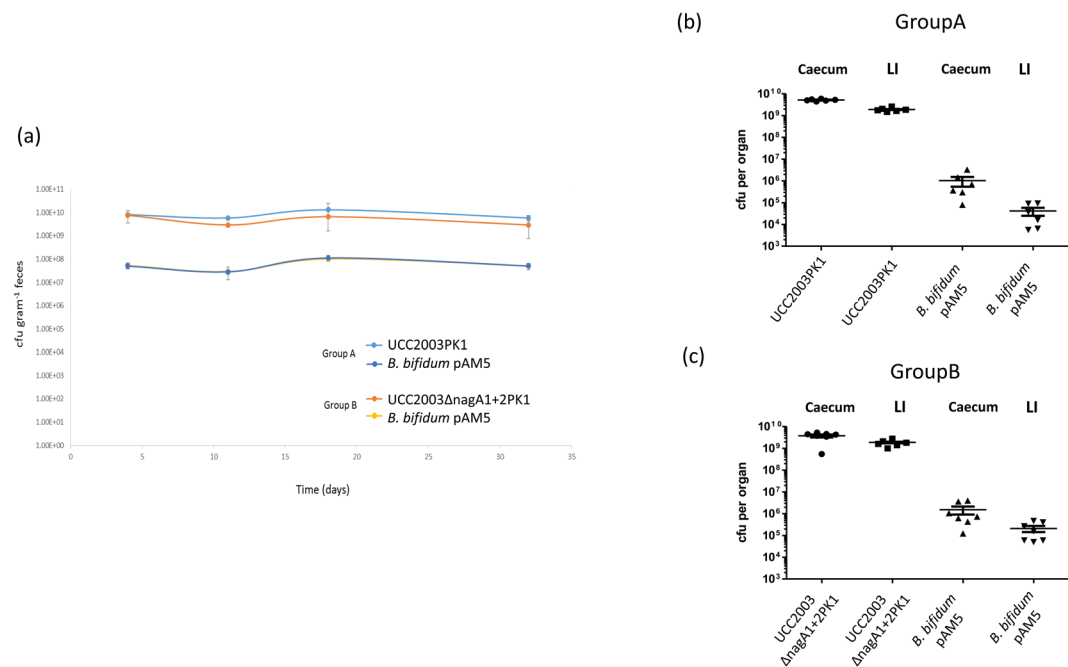 (a)
1.00E+11
1.00E+10
1.00E+09
1.00E+08
1.00E+07
1.00E+06
1.00E+05
1.00E+04
1.00E+03
1.00E+02
1.00E+01
1.00E+00
cfu gram⁻¹ feces
0 5 10 15 20 25 30 35
Time (days)
Group A
UCC2003PK1
B. bifidum pAM5
Group B
UCC2003ΔnagA1+2PK1
B. bifidum pAM5
(b)
GroupA
Caecum LI Caecum LI
10¹⁰
10⁹
10⁸
10⁷
10⁶
10⁵
10⁴
10³
cfu per organ
UCC2003PK1
UCC2003PK1
B. bifidum
pAM5
B. bifidum
pAM5
(c)
GroupB
Caecum LI Caecum LI
10¹⁰
10⁹
10⁸
10⁷
10⁶
10⁵
10⁴
10³
cfu per organ
UCC2003
ΔnagA1+2PK1
UCC2003
ΔnagA1+2PK1
B. bifidum
pAM5
B. bifidum
pAM5